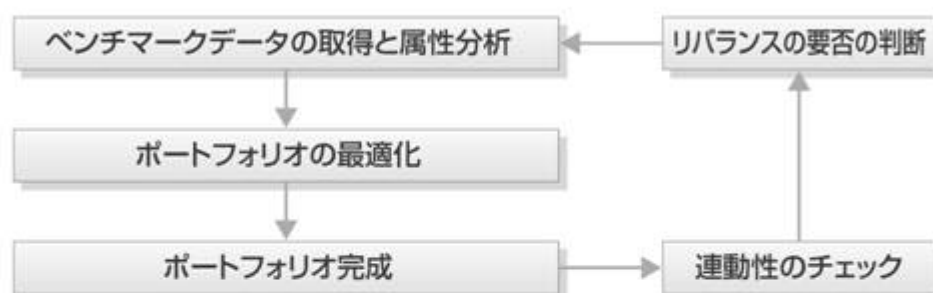 ベンチマークデータの取得と属性分析
リバランスの要否の判断
ポートフォリオの最適化
ポートフォリオ完成
連動性のチェック